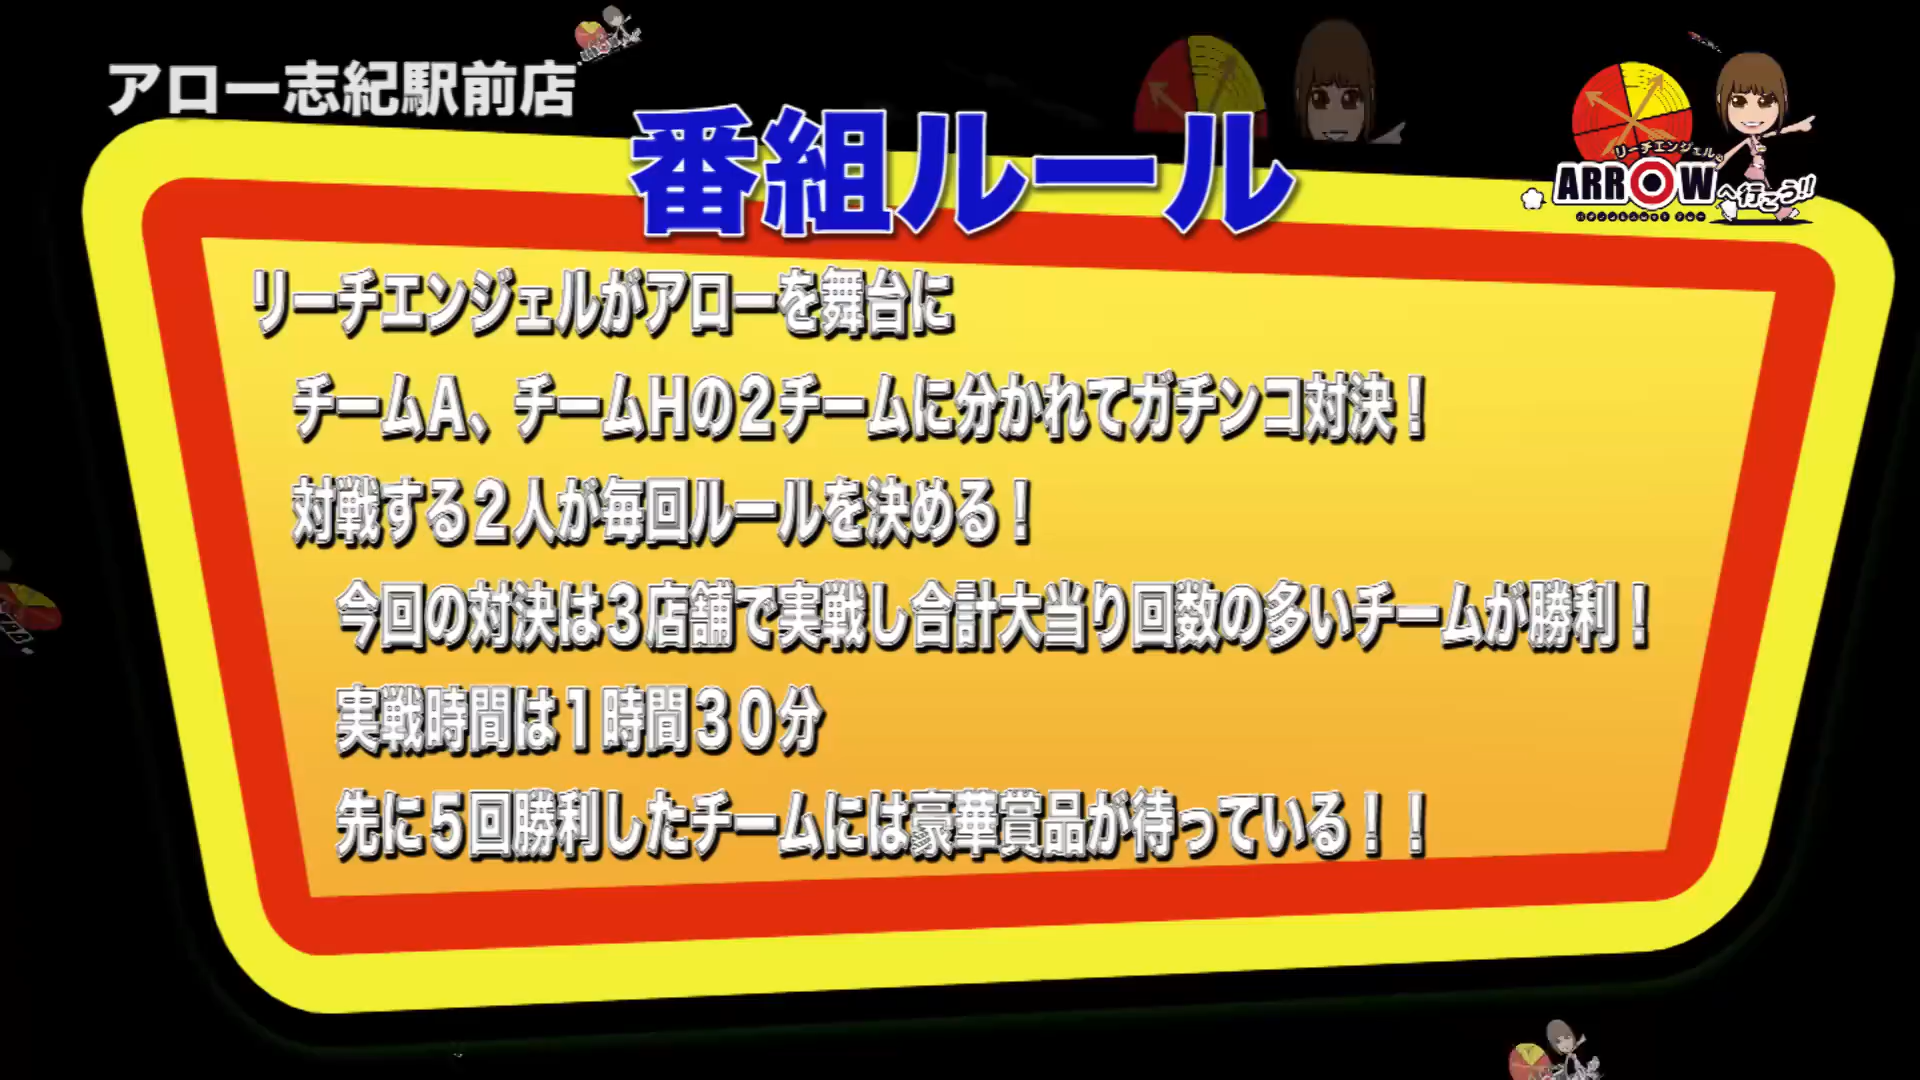 アロー志紀駅前店
番組ルール
リーチエンジェル
ARROWへ行こう!!
リーチエンジェルがアローを舞台に
チームA、チームHの2チームに分かれてガチンコ対決！
対戦する2人が毎回ルールを決める！
今回の対決は3店舗で実戦し合計大当り回数の多いチームが勝利！
実戦時間は1時間30分
先に5回勝利したチームには豪華賞品が待っている！！